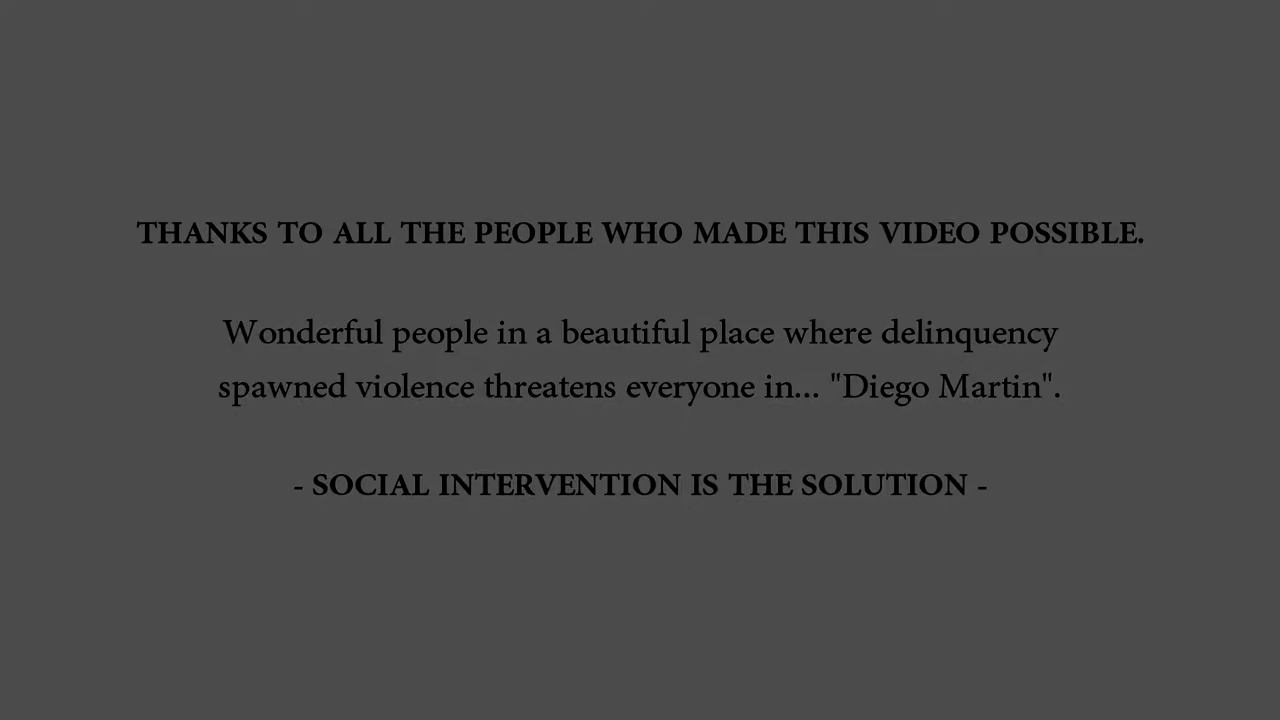 THANKS TO ALL THE PEOPLE WHO MADE THIS VIDEO POSSIBLE.
Wonderful people in a beautiful place where delinquency
spawned violence threatens everyone in... "Diego Martin".
- SOCIAL INTERVENTION IS THE SOLUTION -